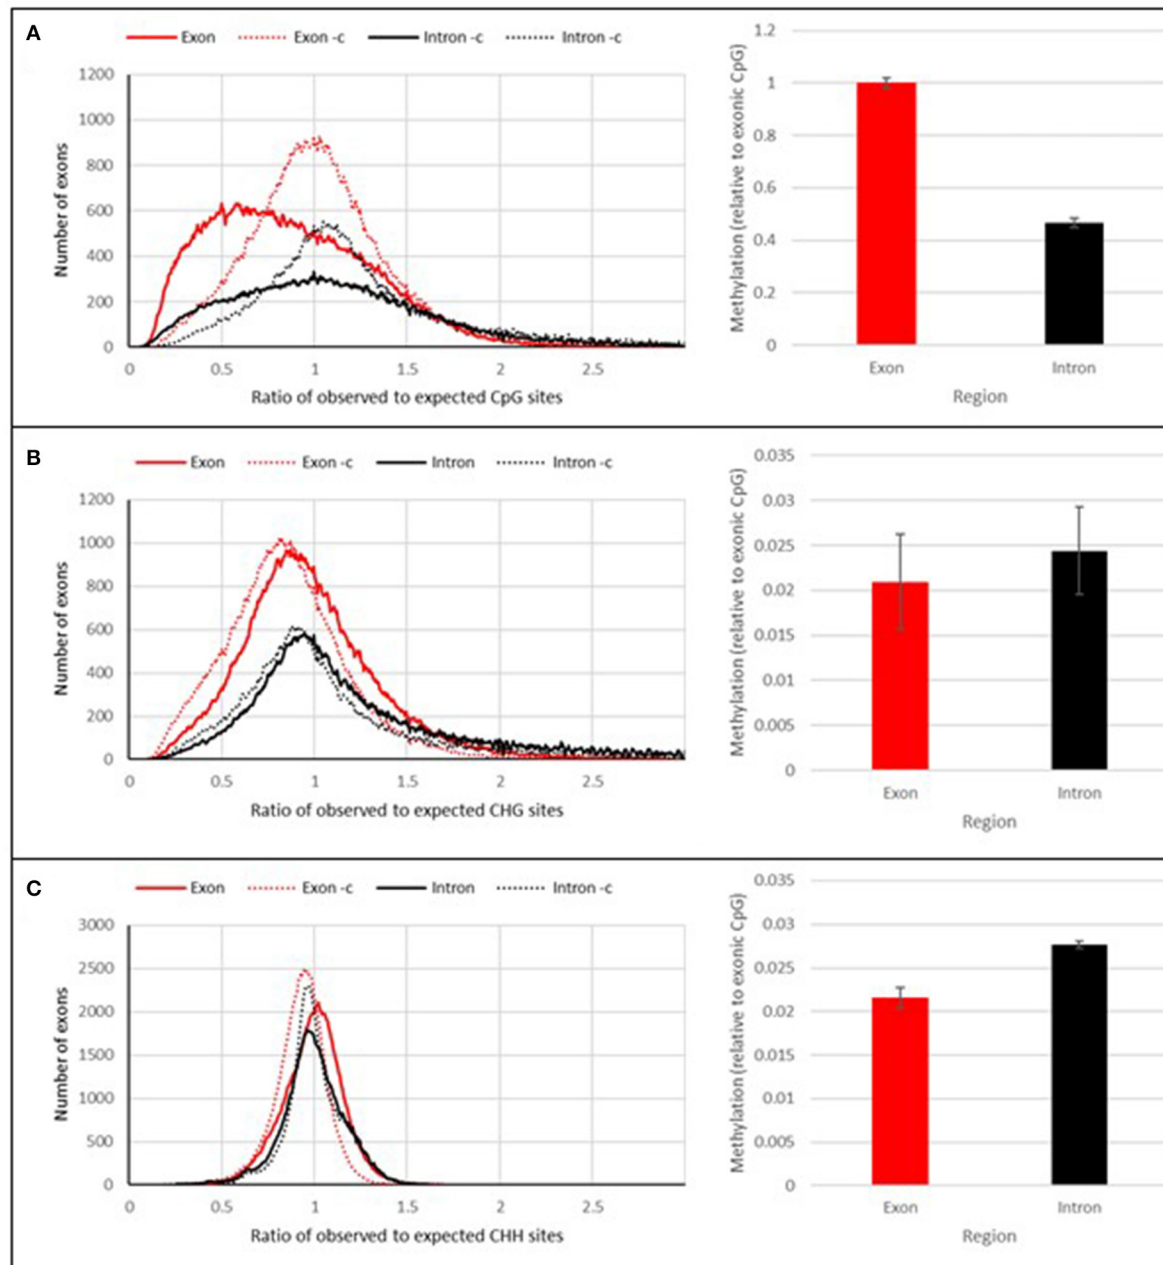 A
Exon Exon -c Intron -c Intron -c
1200
1000
800
600
400
200
0
Number of exons
0 0.5 1 1.5 2 2.5
Ratio of observed to expected CpG sites
1.2
1
0.8
0.6
0.4
0.2
0
Methylation (relative to exonic CpG)
Exon Intron
Region
B
Exon Exon -c Intron Intron -c
1200
1000
800
600
400
200
0
Number of exons
0 0.5 1 1.5 2 2.5
Ratio of observed to expected CHG sites
0.035
0.03
0.025
0.02
0.015
0.01
0.005
0
Methylation (relative to exonic CpG)
Exon Intron
Region
C
Exon Exon -c Intron Intron -c
3000
2500
2000
1500
1000
500
0
Number of exons
0 0.5 1 1.5 2 2.5
Ratio of observed to expected CHH sites
0.035
0.03
0.025
0.02
0.015
0.01
0.005
0
Methylation (relative to exonic CpG)
Exon Intron
Region